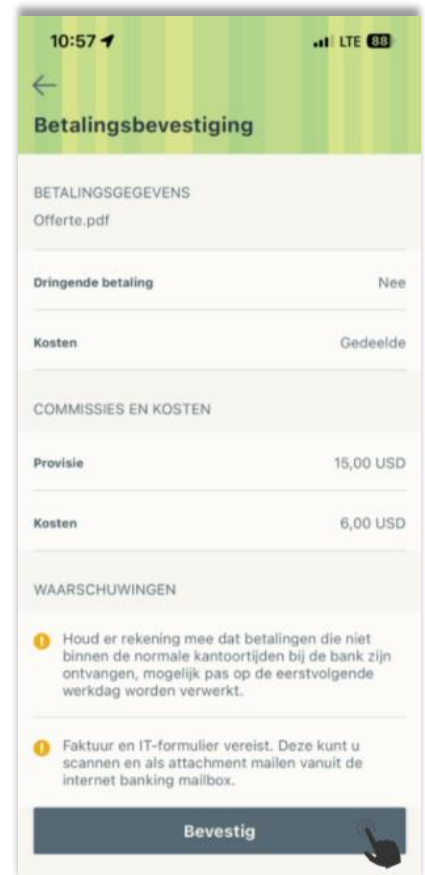 10:57
LTE 88
Betalingsbevestiging
BETALINGSGEGEVENS
Offerte.pdf
Dringende betaling Nee
Kosten Gedeelde
COMMISSIES EN KOSTEN
Provisie 15,00 USD
Kosten 6,00 USD
WAARSCHUWINGEN
Houd er rekening mee dat betalingen die niet
binnen de normale kantoortijden bij de bank zijn
ontvangen, mogelijk pas op de eerstvolgende
werkdag worden verwerkt.
Faktuur en IT-formulier vereist. Deze kunt u
scannen en als attachment mailen vanuit de
internet banking mailbox.
Bevestig